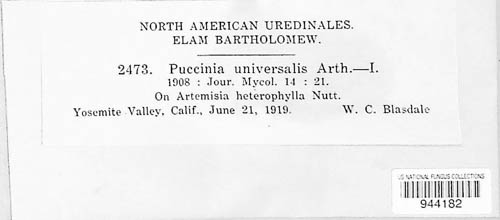 NORTH AMERICAN UREDINALES.
ELAM BARTHOLOMEW.
2473. Puccinia universalis Arth.—I.
1908 : Jour. Mycol. 14 : 21.
On Artemisia heterophylla Nutt.
Yosemite Valley, Calif., June 21, 1919. W. C. Blasdale
US NATIONAL FUNGUS COLLECTIONS
944182